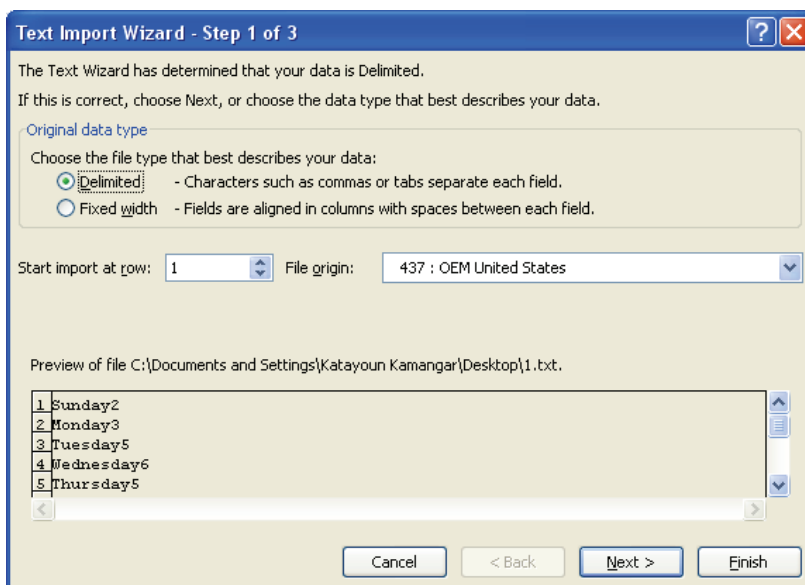 Text Import Wizard - Step 1 of 3
The Text Wizard has determined that your data is Delimited.
If this is correct, choose Next, or choose the data type that best describes your data.
Original data type
Choose the file type that best describes your data:
Delimited - Characters such as commas or tabs separate each field.
Fixed width - Fields are aligned in columns with spaces between each field.
Start import at row: 1 File origin: 437 : OEM United States
Preview of file C:\Documents and Settings\Katayoun Kamangar\Desktop\1.txt.
1 Sunday2
2 Monday3
3 Tuesday5
4 Wednesday6
5 Thursday5
Cancel < Back Next > Finish